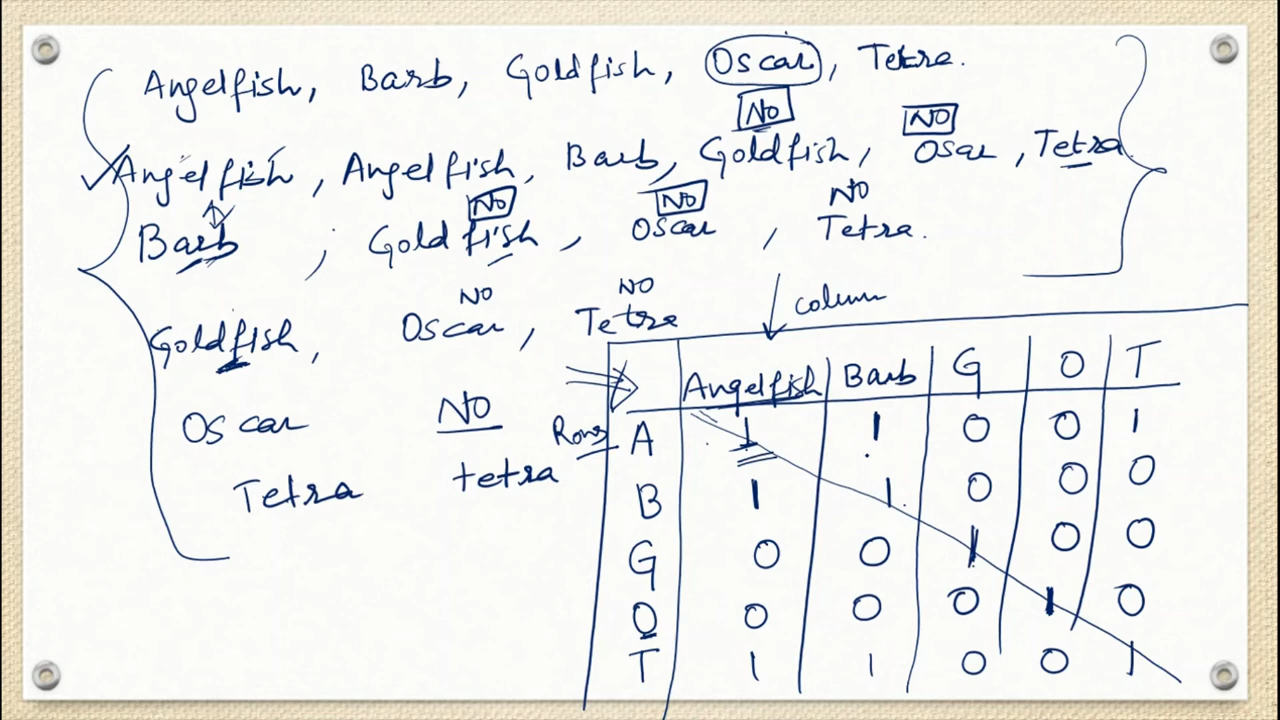 Angelfish, Barb, Goldfish, Oscar, Tetra.
NO NO
Angelfish, Angelfish, Barb, Goldfish, Oscar, Tetra
NO NO NO
Barb, Goldfish, Oscar, Tetra.
NO NO
Goldfish, Oscar, Tetra
column
Oscar NO
Tetra tetra
Angelfish Barb G O T
Rows A 1 1 0 0 1
B 1 1 0 0 0
G 0 0 1 0 0
O 0 0 0 1 0
T 1 1 0 0 1